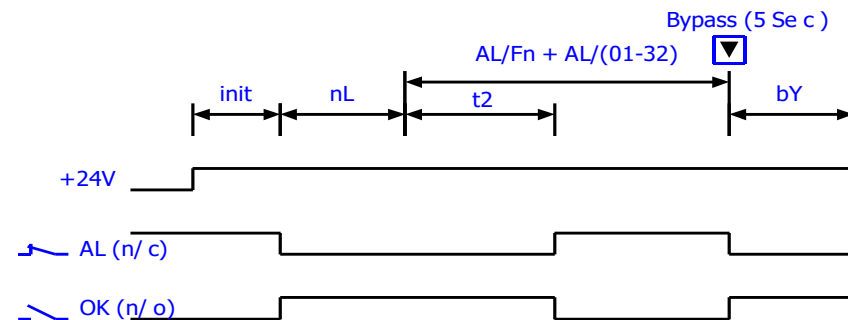 Bypass (5 Se c )
AL/Fn + AL/(01-32)
init
nL
t2
bY
+24V
AL (n/ c)
OK (n/ o)